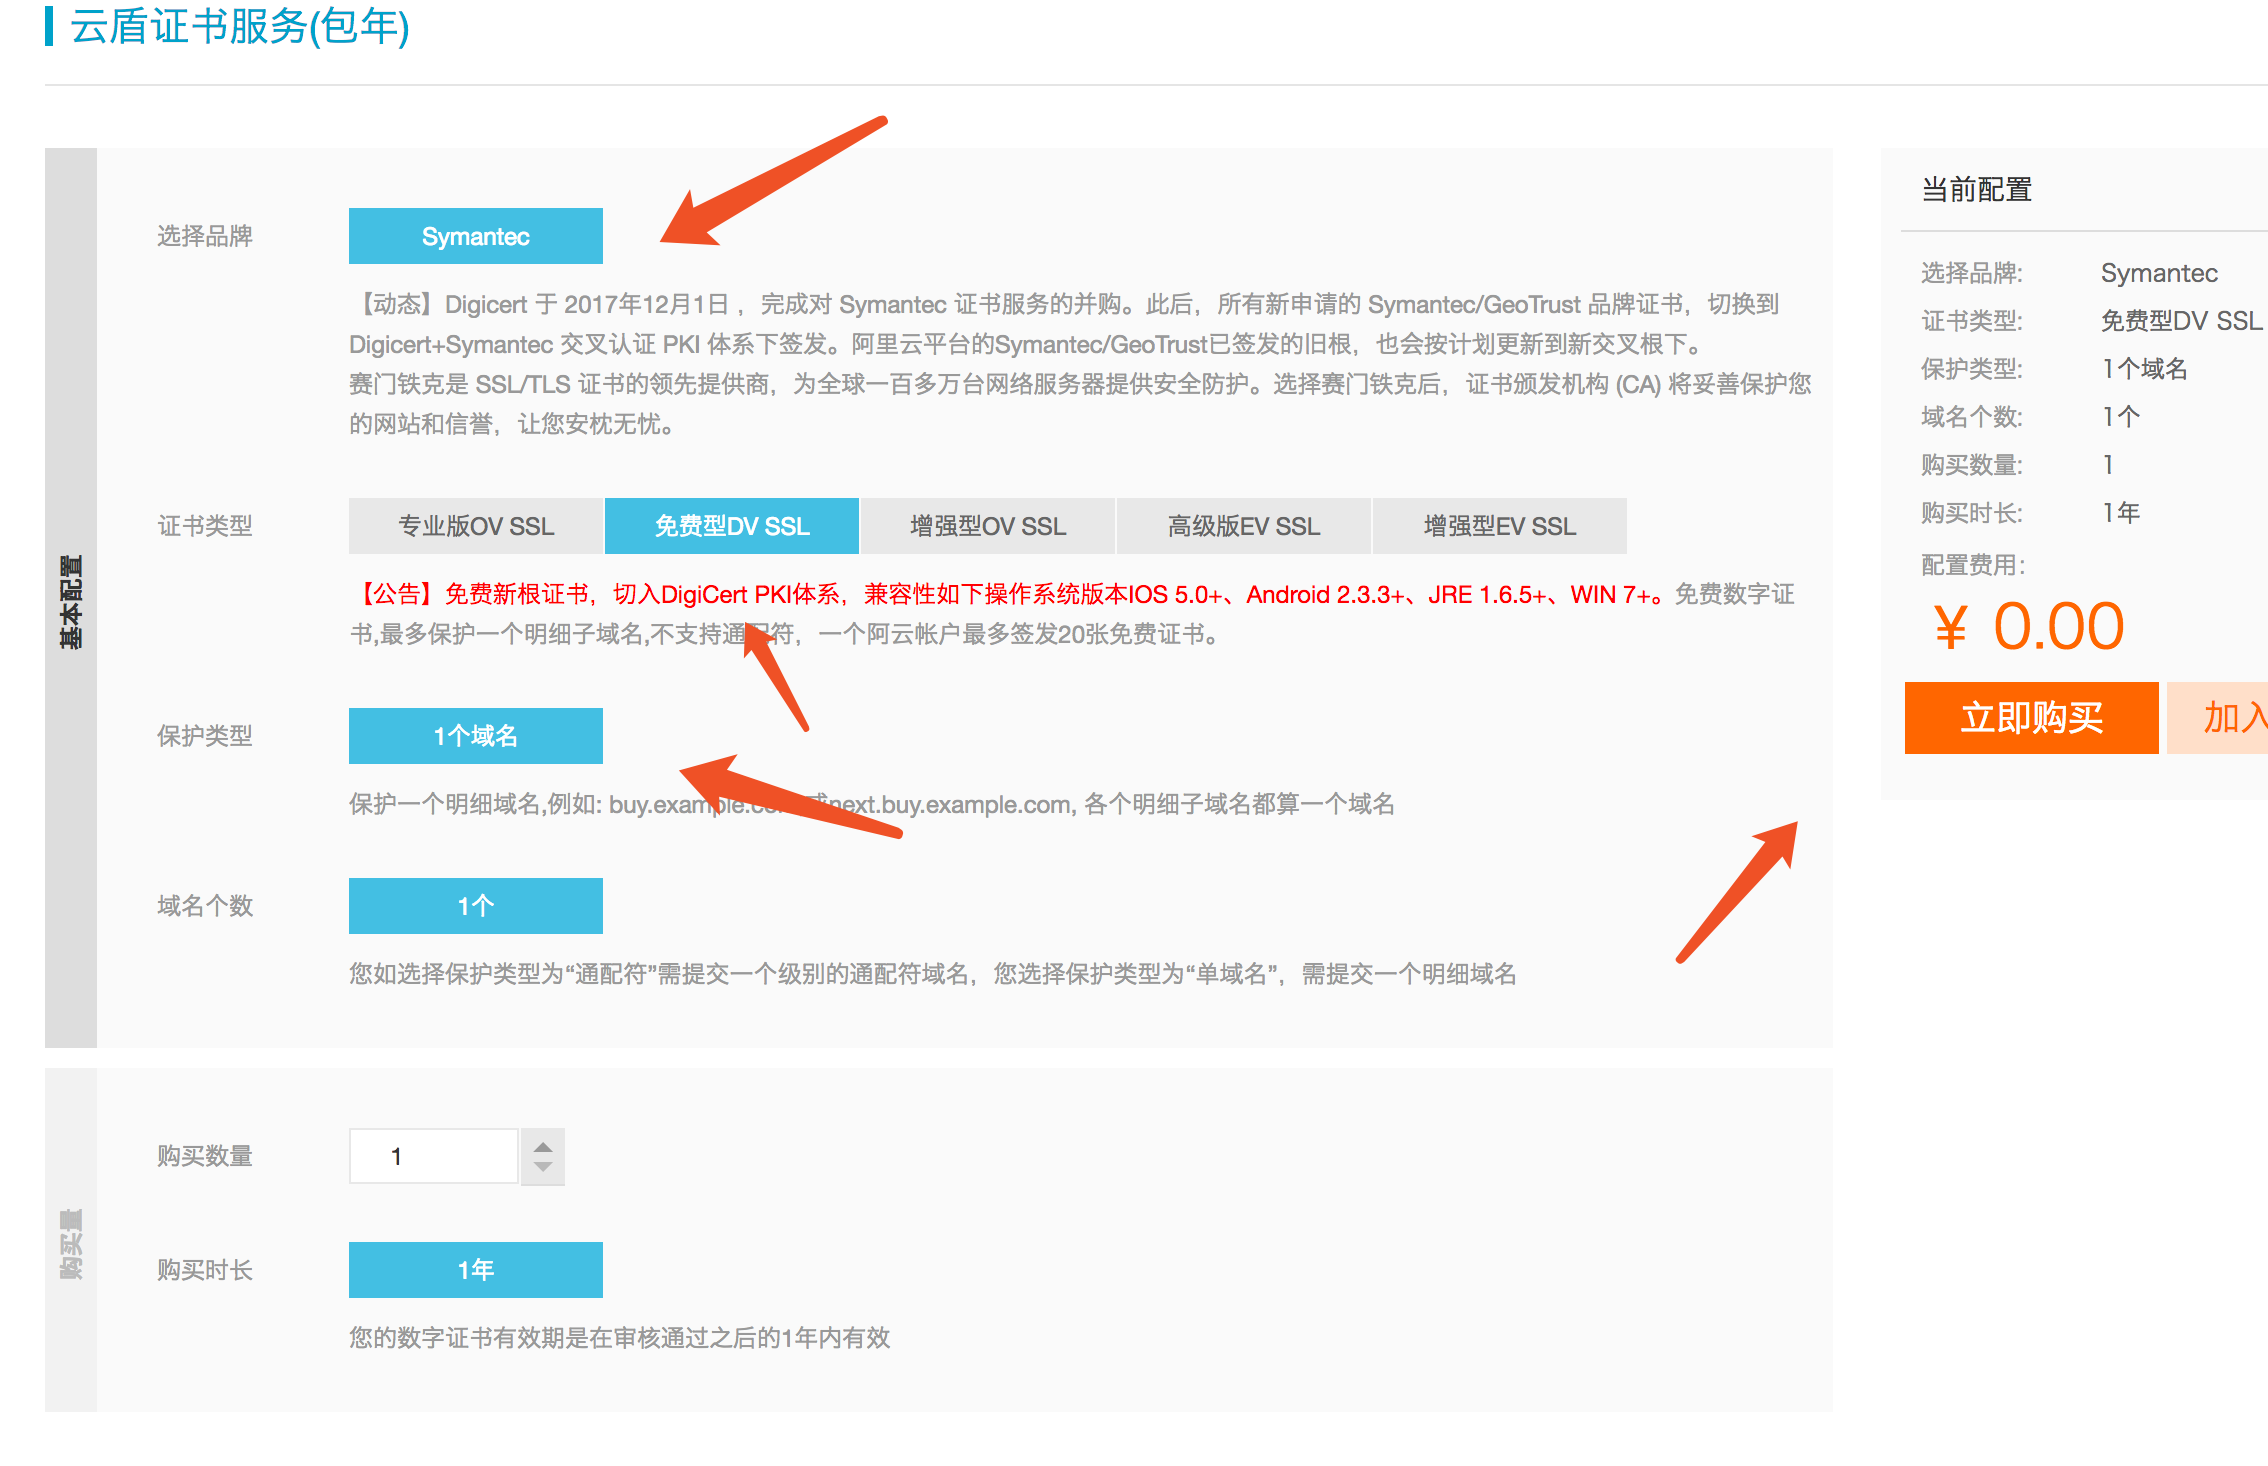 云盾证书服务(包年)
基本配置
选择品牌
Symantec
【动态】Digicert 于 2017年12月1日 ，完成对 Symantec 证书服务的并购。此后，所有新申请的 Symantec/GeoTrust 品牌证书，切换到
Digicert+Symantec 交叉认证 PKI 体系下签发。阿里云平台的Symantec/GeoTrust已签发的旧根，也会按计划更新到新交叉根下。
赛门铁克是 SSL/TLS 证书的领先提供商，为全球一百多万台网络服务器提供安全防护。选择赛门铁克后，证书颁发机构 (CA) 将妥善保护您
的网站和信誉，让您安枕无忧。
证书类型
专业版OV SSL
免费型DV SSL
增强型OV SSL
高级版EV SSL
增强型EV SSL
【公告】免费新根证书，切入DigiCert PKI体系，兼容性如下操作系统版本IOS 5.0+、Android 2.3.3+、JRE 1.6.5+、WIN 7+。免费数字证
书,最多保护一个明细子域名,不支持通配符，一个阿云帐户最多签发20张免费证书。
保护类型
1个域名
保护一个明细域名,例如: buy.example.com或next.buy.example.com, 各个明细子域名都算一个域名
域名个数
1个
您如选择保护类型为“通配符”需提交一个级别的通配符域名，您选择保护类型为“单域名”，需提交一个明细域名
购买量
购买数量
1
购买时长
1年
您的数字证书有效期是在审核通过之后的1年内有效
当前配置
选择品牌: Symantec
证书类型: 免费型DV SSL
保护类型: 1个域名
域名个数: 1个
购买数量: 1
购买时长: 1年
配置费用:
¥ 0.00
立即购买
加入